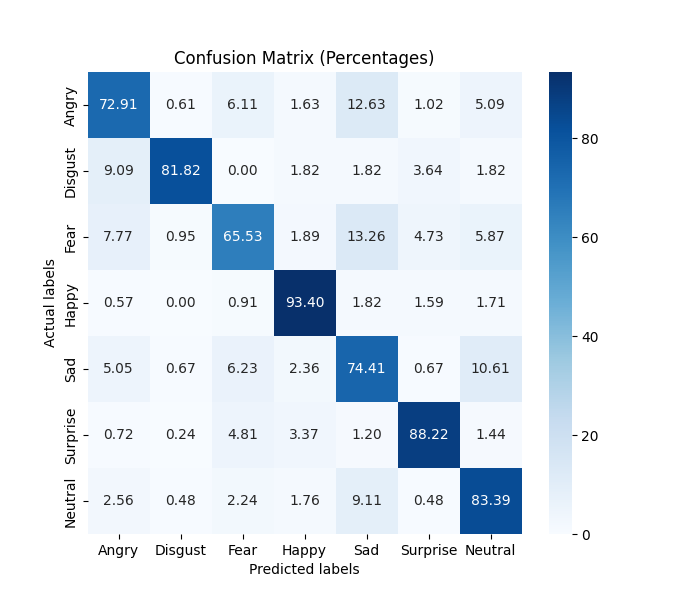 Confusion Matrix (Percentages)
Angry 72.91 0.61 6.11 1.63 12.63 1.02 5.09
Disgust 9.09 81.82 0.00 1.82 1.82 3.64 1.82
Fear 7.77 0.95 65.53 1.89 13.26 4.73 5.87
Happy 0.57 0.00 0.91 93.40 1.82 1.59 1.71
Sad 5.05 0.67 6.23 2.36 74.41 0.67 10.61
Surprise 0.72 0.24 4.81 3.37 1.20 88.22 1.44
Neutral 2.56 0.48 2.24 1.76 9.11 0.48 83.39
Actual labels
Angry Disgust Fear Happy Sad Surprise Neutral
Predicted labels
80
60
40
20
0